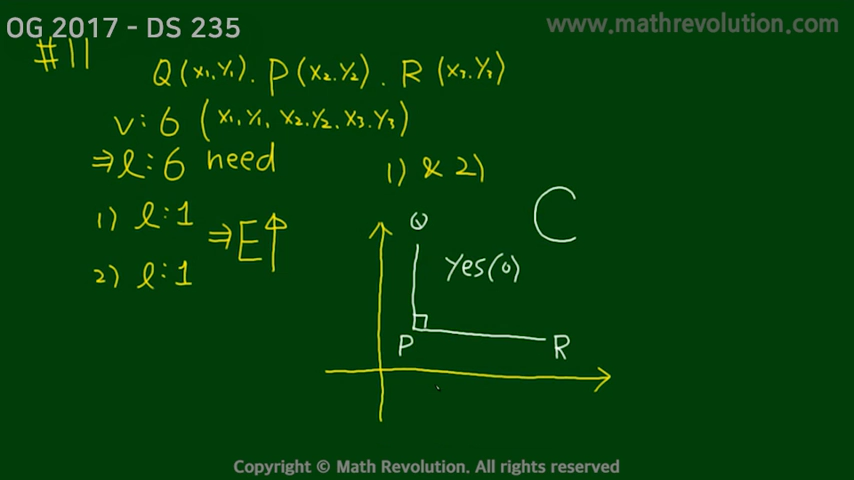 OG 2017 - DS 235
www.mathrevolution.com
#11
Q (x₁,y₁) . P (x₂.y₂) . R (x₃.y₃)
v: 6 (x₁,y₁, x₂.y₂. x₃.y₃)
⇒ l: 6 need
1) & 2)
C
1) l: 1
⇒ E↑
2) l: 1
Q
Yes(0)
P
R
Copyright © Math Revolution. All rights reserved